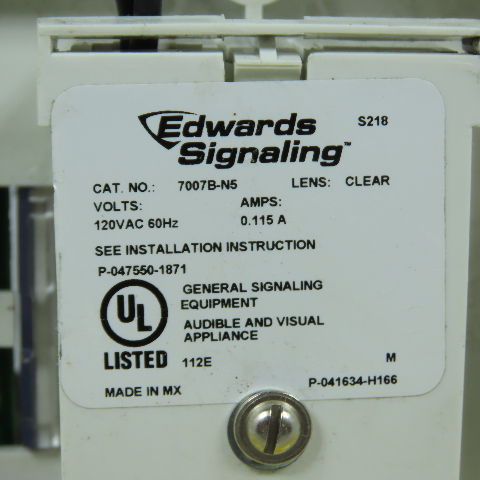 Edwards S218
Signaling™
CAT. NO.: 7007B-N5 LENS: CLEAR
VOLTS: AMPS:
120VAC 60Hz 0.115 A
SEE INSTALLATION INSTRUCTION
P-047550-1871
GENERAL SIGNALING
EQUIPMENT
UL
AUDIBLE AND VISUAL
APPLIANCE
LISTED 112E M
MADE IN MX P-041634-H166